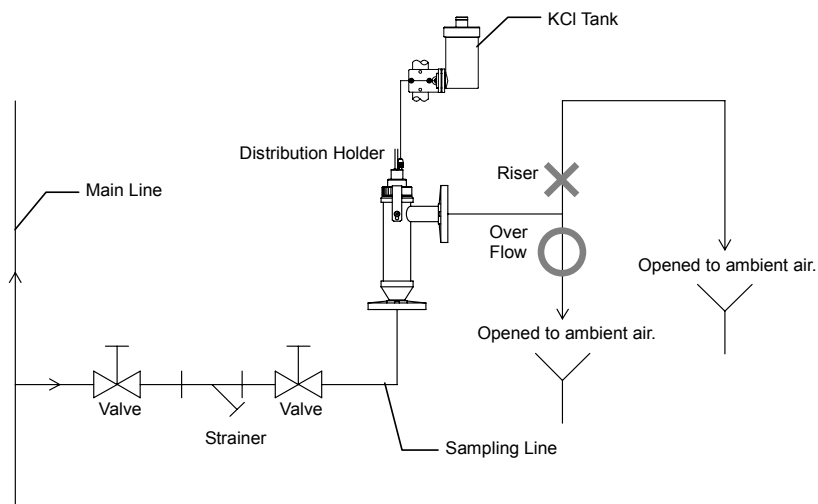 KCl Tank
Distribution Holder
Main Line
Riser
Over
Flow
Opened to ambient air.
Opened to ambient air.
Valve
Valve
Strainer
Sampling Line